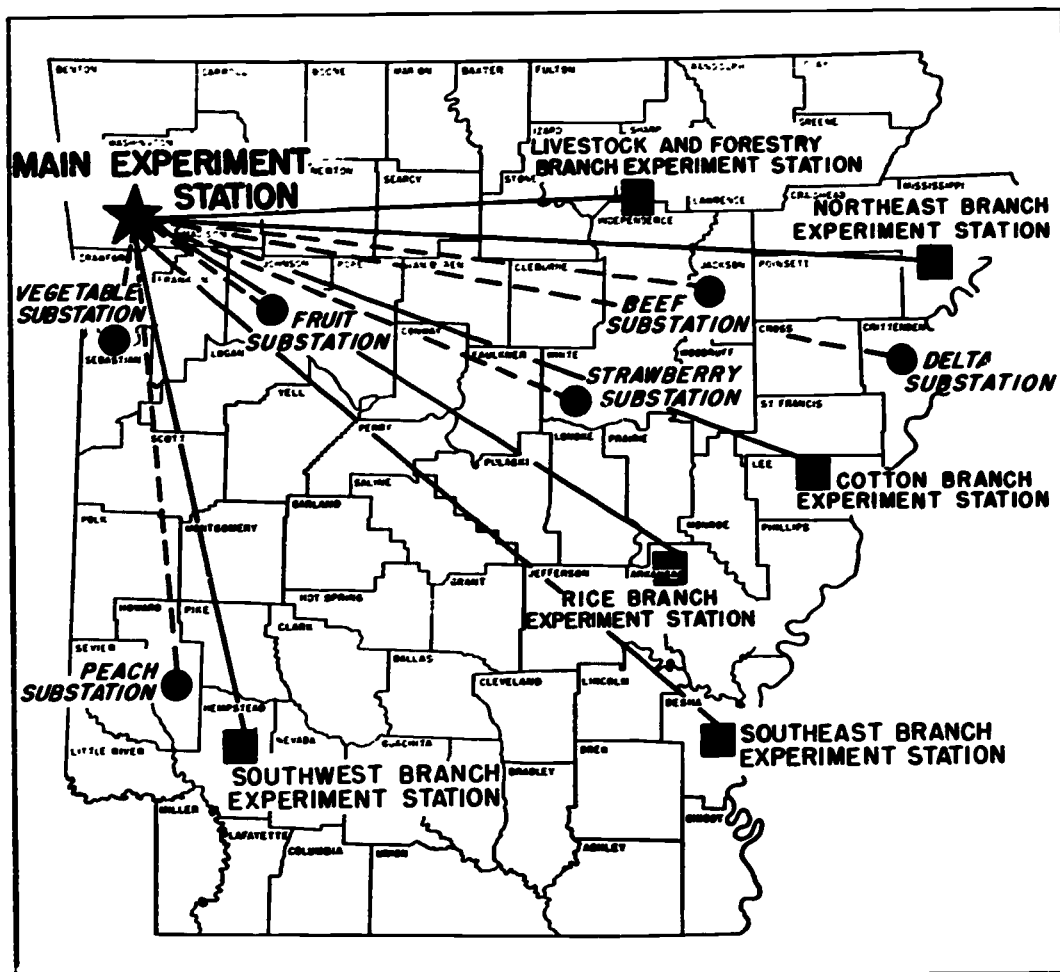 BENTON
CARROLL
BOONE
MARION
BAXTER
FULTON
RANDOLPH
CLAY
GREENE
WASHINGTON
IZARD
SHARP
MAIN EXPERIMENT
STATION
NEWTON
SEARCY
STONE
LIVESTOCK AND FORESTRY
BRANCH EXPERIMENT STATION
INDEPENDENCE
LAWRENCE
CRAIGHEAD
MISSISSIPPI
NORTHEAST BRANCH
EXPERIMENT STATION
MADISON
CRAWFORD
FRANKLIN
JOHNSON
POPE
VAN BUREN
CLEBURNE
JACKSON
POINSETT
VEGETABLE
SUBSTATION
SEBASTIAN
LOGAN
FRUIT
SUBSTATION
CONWAY
FAULKNER
WHITE
BEEF
SUBSTATION
WOODRUFF
CROSS
CRITTENDEN
DELTA
SUBSTATION
STRAWBERRY
SUBSTATION
YELL
PERRY
ST FRANCIS
SCOTT
PULASKI
LONOKE
PRAIRIE
LEE
COTTON BRANCH
EXPERIMENT STATION
SALINE
GARLAND
POLK
MONTGOMERY
MONROE
PHILLIPS
HOT SPRING
GRANT
JEFFERSON
ARKANSAS
RICE BRANCH
EXPERIMENT STATION
HOWARD
PIKE
CLARK
SEVIER
DALLAS
CLEVELAND
LINCOLN
PEACH
SUBSTATION
HEMPSTEAD
DESHA
LITTLE RIVER
NEVADA
OUACHITA
DREW
SOUTHEAST BRANCH
EXPERIMENT STATION
SOUTHWEST BRANCH
EXPERIMENT STATION
BRADLEY
MILLER
LAFAYETTE
COLUMBIA
UNION
ASHLEY
CHICOT